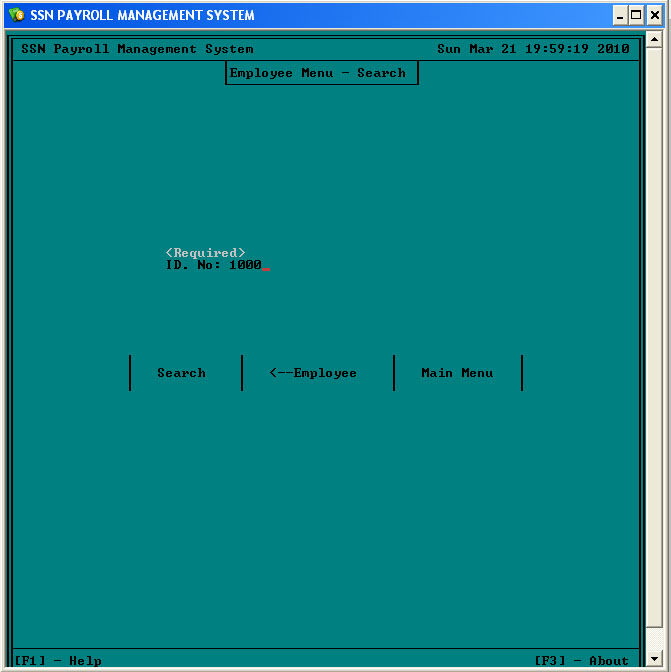 SSN PAYROLL MANAGEMENT SYSTEM
SSN Payroll Management System Sun Mar 21 19:59:19 2010
Employee Menu - Search
<Required>
ID. No: 1000_
Search <--Employee Main Menu
[F1] - Help [F3] - About